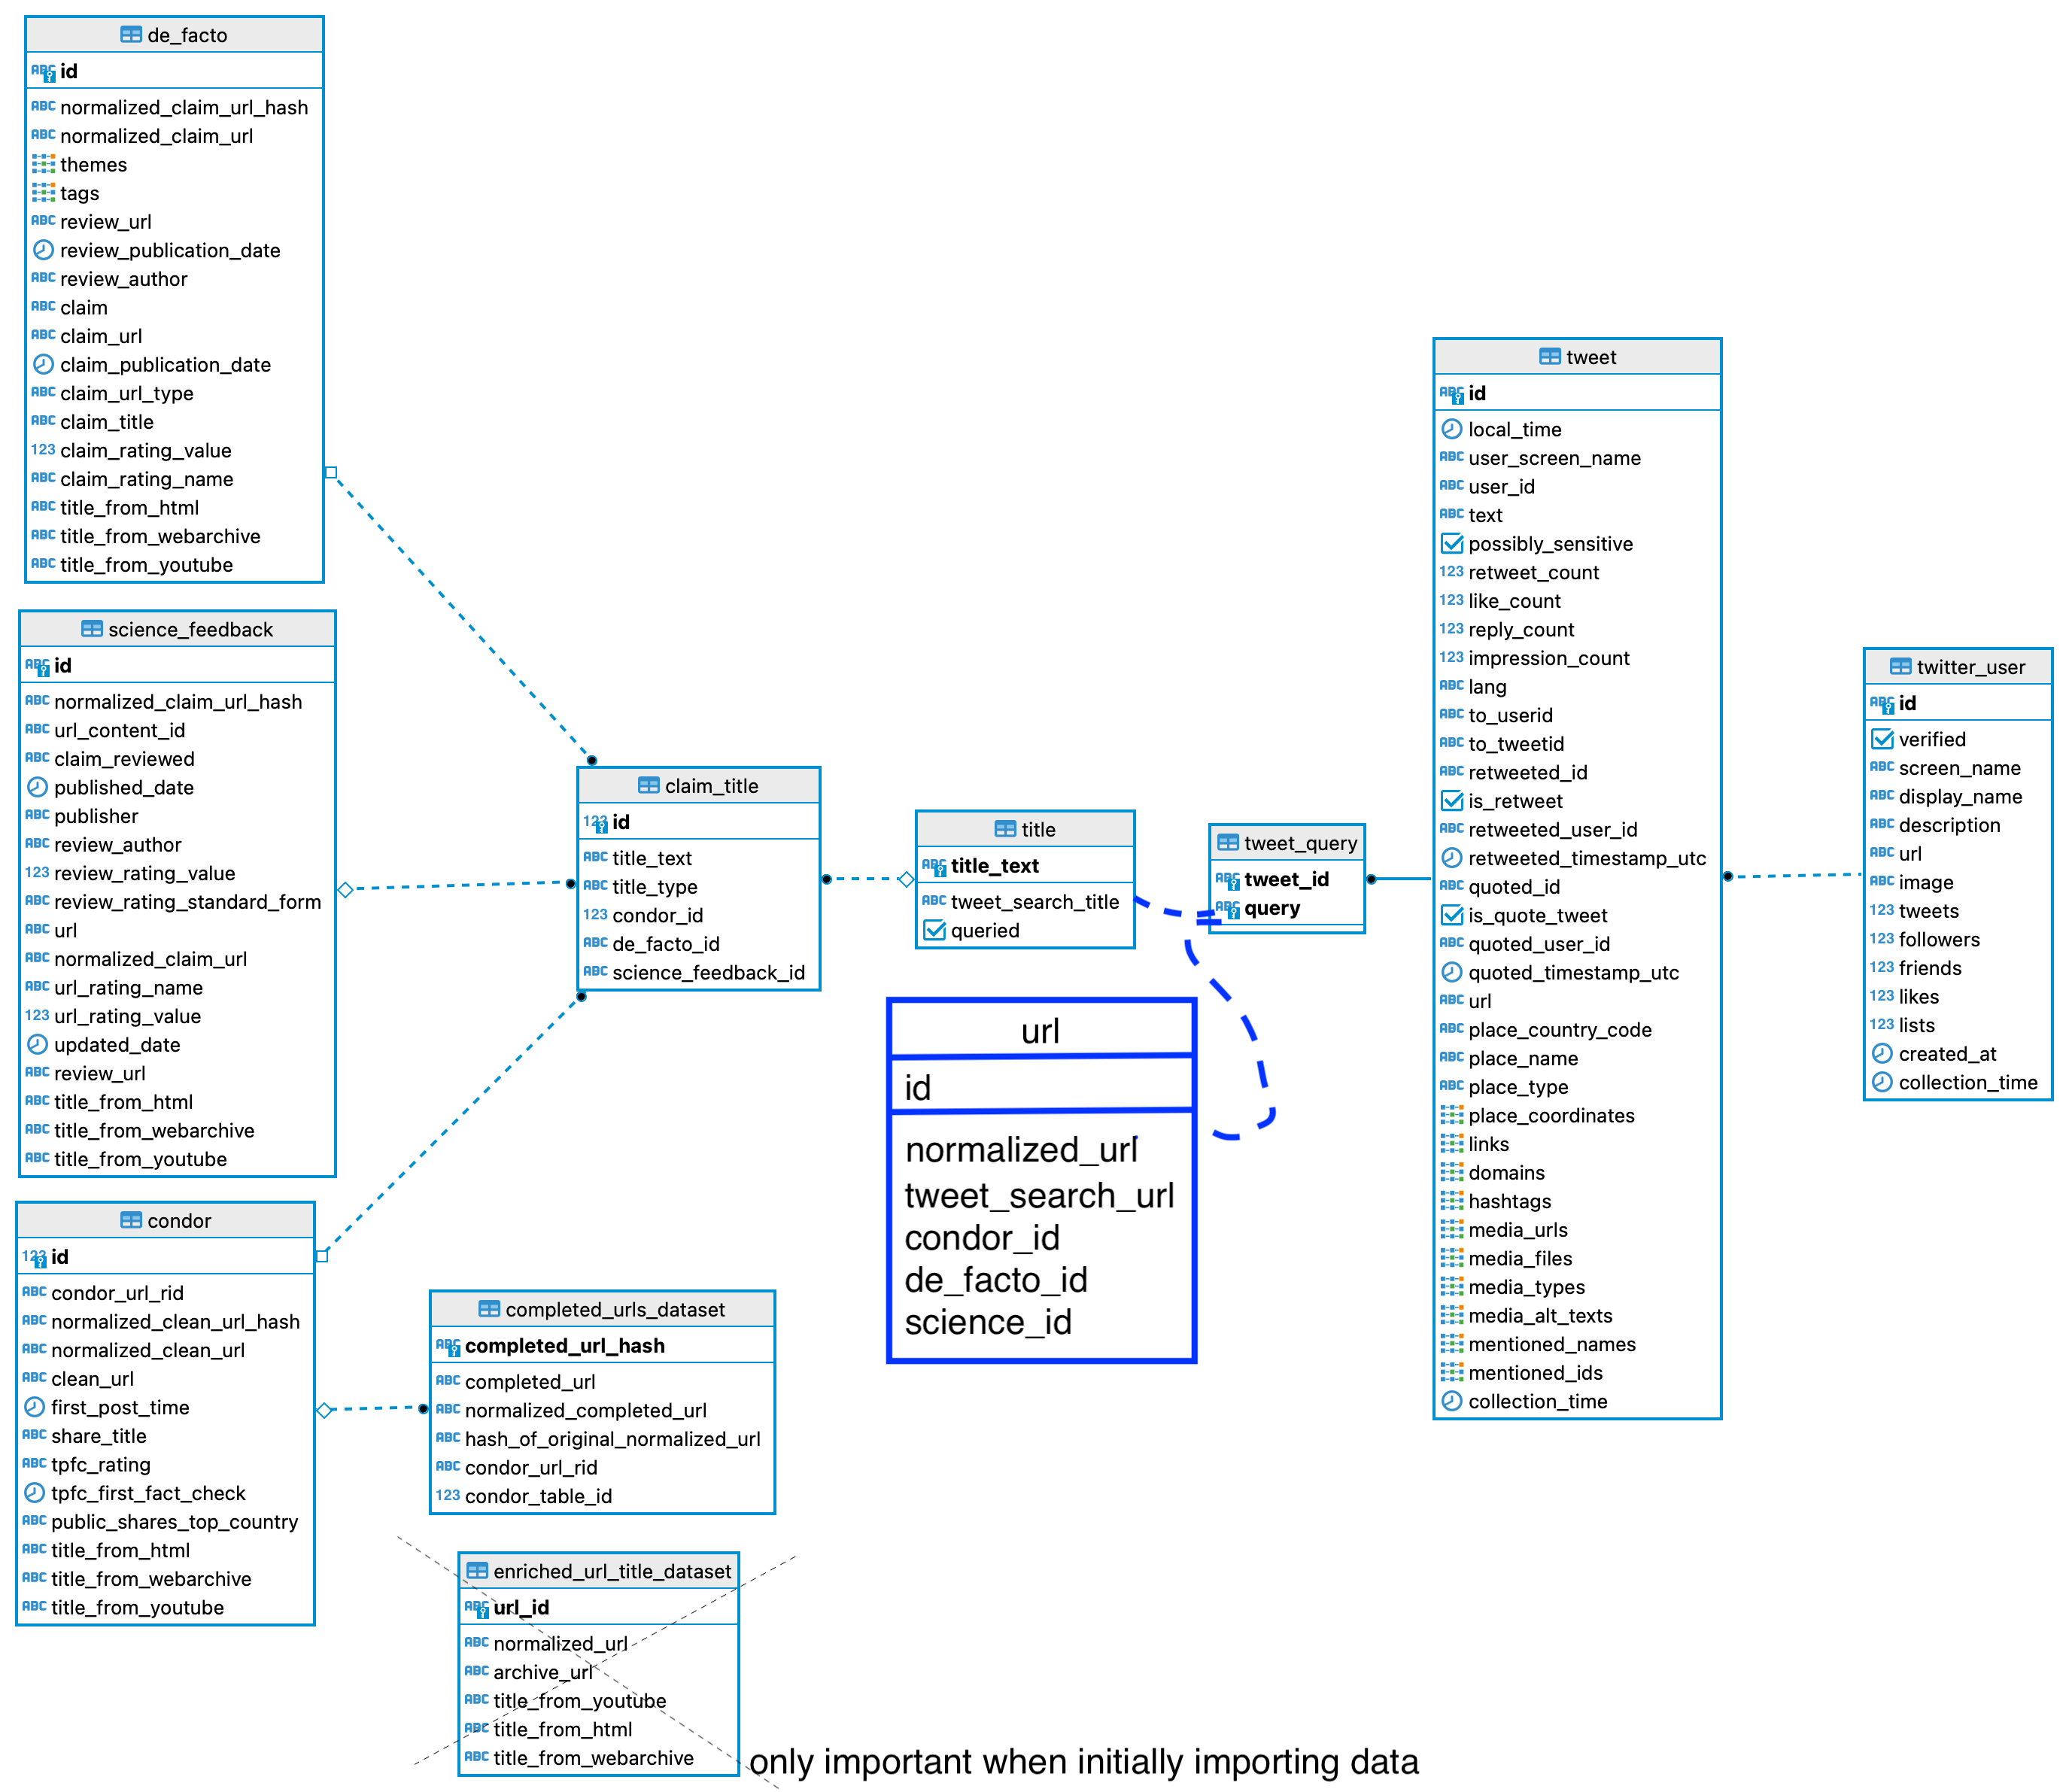 de_facto
id
normalized_claim_url_hash
normalized_claim_url
themes
tags
review_url
review_publication_date
review_author
claim
claim_url
claim_publication_date
claim_url_type
claim_title
claim_rating_value
claim_rating_name
title_from_html
title_from_webarchive
title_from_youtube
science_feedback
id
normalized_claim_url_hash
url_content_id
claim_reviewed
published_date
publisher
review_author
review_rating_value
review_rating_standard_form
url
normalized_claim_url
url_rating_name
url_rating_value
updated_date
review_url
title_from_html
title_from_webarchive
title_from_youtube
condor
id
condor_url_rid
normalized_clean_url_hash
normalized_clean_url
clean_url
first_post_time
share_title
tpfc_rating
tpfc_first_fact_check
public_shares_top_country
title_from_html
title_from_webarchive
title_from_youtube
claim_title
id
title_text
title_type
condor_id
de_facto_id
science_feedback_id
completed_urls_dataset
completed_url_hash
completed_url
normalized_completed_url
hash_of_original_normalized_url
condor_url_rid
condor_table_id
enriched_url_title_dataset
url_id
normalized_url
archive_url
title_from_youtube
title_from_html
title_from_webarchive
only important when initially importing data
title
title_text
tweet_search_title
queried
url
id
normalized_url
tweet_search_url
condor_id
de_facto_id
science_id
tweet_query
tweet_id
query
tweet
id
local_time
user_screen_name
user_id
text
possibly_sensitive
retweet_count
like_count
reply_count
impression_count
lang
to_userid
to_tweetid
retweeted_id
is_retweet
retweeted_user_id
retweeted_timestamp_utc
quoted_id
is_quote_tweet
quoted_user_id
quoted_timestamp_utc
url
place_country_code
place_name
place_type
place_coordinates
links
domains
hashtags
media_urls
media_files
media_types
media_alt_texts
mentioned_names
mentioned_ids
collection_time
twitter_user
id
verified
screen_name
display_name
description
url
image
tweets
followers
friends
likes
lists
created_at
collection_time